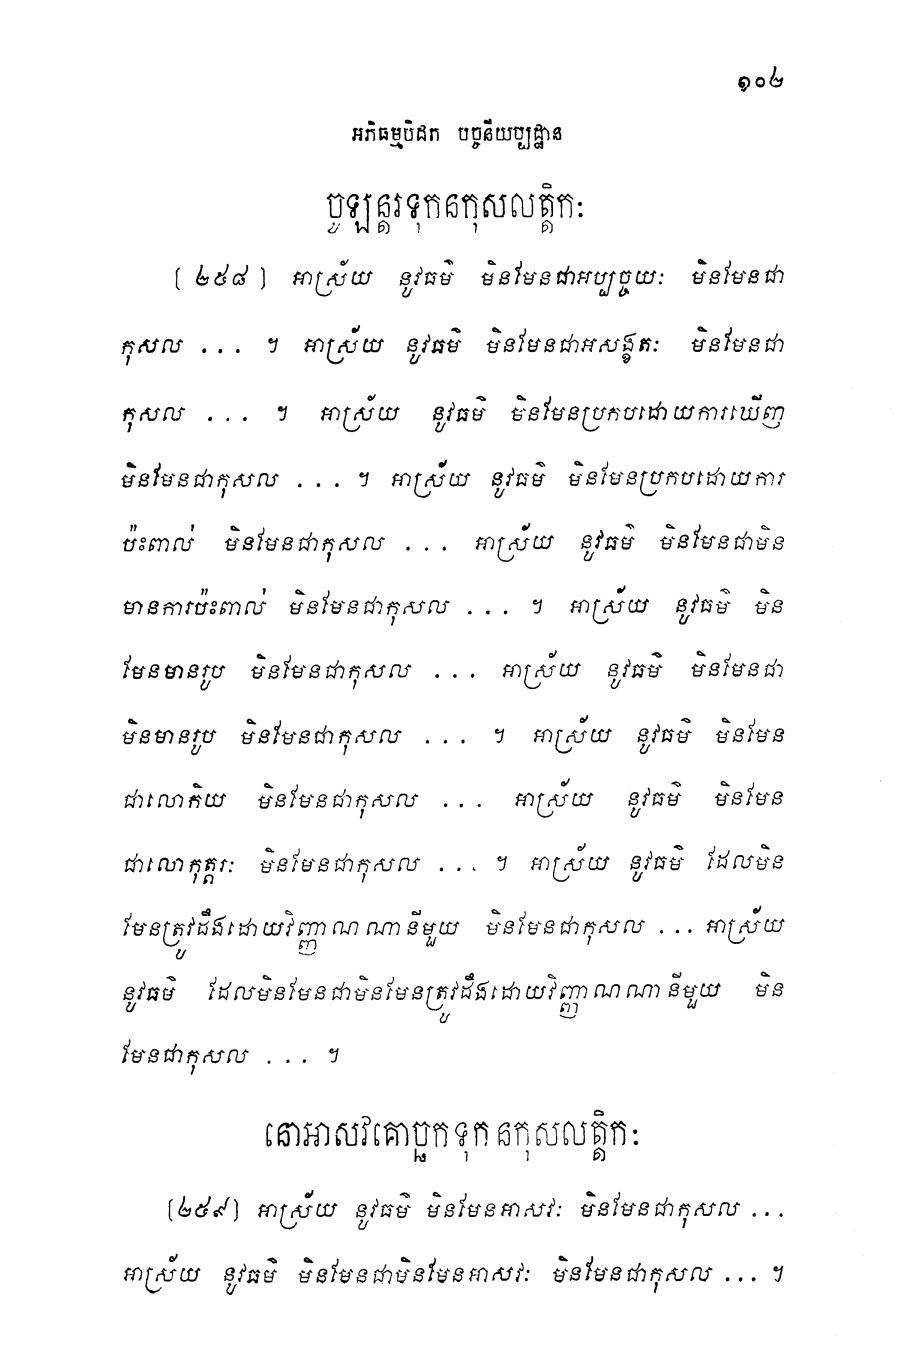 ១០២
អភិធម្មបិដក បច្ចនីយប្បដ្ឋាន
ចូឡន្តរទុកនកុសលត្តិកៈ
[ ២៥៨ ] អាស្រ័យ នូវធម៌ មិនមែនជាអប្បច្ចយៈ មិនមែនជា
កុសល ... ។ អាស្រ័យ នូវធម៌ មិនមែនជាអសង្ខតៈ មិនមែនជា
កុសល ... ។ អាស្រ័យ នូវធម៌ មិនមែនប្រកបដោយការឃើញ
មិនមែនជាកុសល ... ។ អាស្រ័យ នូវធម៌ មិនមែនប្រកបដោយការ
ប៉ះពាល់ មិនមែនជាកុសល ... អាស្រ័យ នូវធម៌ មិនមែនជាមិន
មានការប៉ះពាល់ មិនមែនជាកុសល ... ។ អាស្រ័យ នូវធម៌ មិន
មែនមានរូប មិនមែនជាកុសល ... អាស្រ័យ នូវធម៌ មិនមែនជា
មិនមានរូប មិនមែនជាកុសល ... ។ អាស្រ័យ នូវធម៌ មិនមែន
ជាលោកិយ មិនមែនជាកុសល ... អាស្រ័យ នូវធម៌ មិនមែន
ជាលោកុត្តរៈ មិនមែនជាកុសល ... ។ អាស្រ័យ នូវធម៌ ដែលមិន
មែនត្រូវដឹងដោយវិញ្ញាណណានីមួយ មិនមែនជាកុសល ... អាស្រ័យ
នូវធម៌ ដែលមិនមែនជាមិនមែនត្រូវដឹងដោយវិញ្ញាណណានីមួយ មិន
មែនជាកុសល ... ។
នោអាសវគោច្ឆកទុកនកុសលត្តិកៈ
[២៥៩] អាស្រ័យ នូវធម៌ មិនមែនអាសវៈ មិនមែនជាកុសល ...
អាស្រ័យ នូវធម៌ មិនមែនជាមិនមែនអាសវៈ មិនមែនជាកុសល ... ។